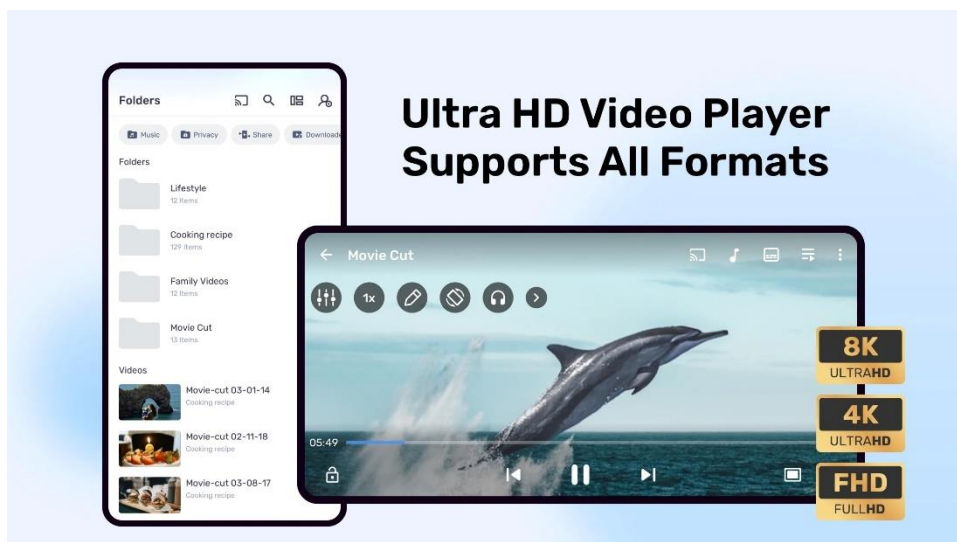 Ultra HD Video Player
Supports All Formats
Folders
Music
Privacy
Share
Downloade
Folders
Lifestyle
12 Items
Cooking recipe
129 Items
Family Videos
12 Items
Movie Cut
13 Items
Videos
Movie-cut 03-01-14
Cooking recipe
Movie-cut 02-11-18
Cooking recipe
Movie-cut 03-08-17
Cooking recipe
Movie Cut
1x
05:49
8K
ULTRAHD
4K
ULTRAHD
FHD
FULLHD